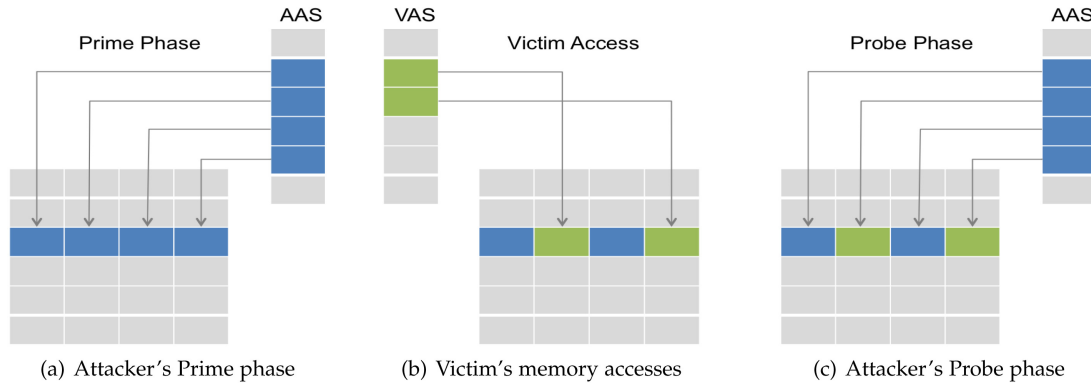 AAS
Prime Phase
VAS
Victim Access
AAS
Probe Phase
(a) Attacker's Prime phase
(b) Victim's memory accesses
(c) Attacker's Probe phase